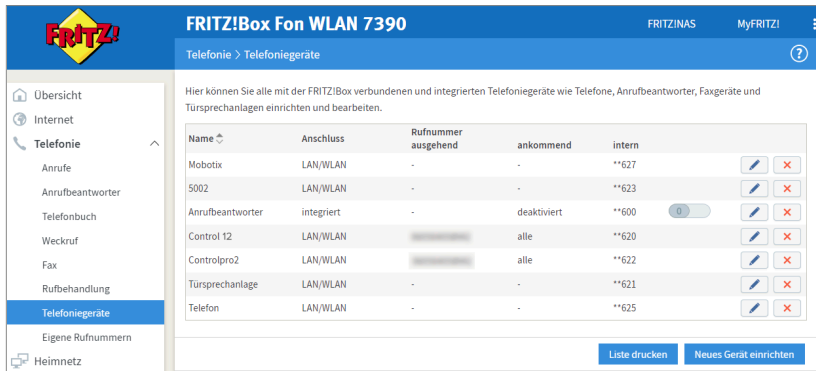 FRITZ!
FRITZ!Box Fon WLAN 7390
FRITZ!NAS MyFRITZ!
Telefonie > Telefoniegeräte ?
Übersicht
Internet
Telefonie
Anrufe
Anrufbeantworter
Telefonbuch
Weckruf
Fax
Rufbehandlung
Telefoniegeräte
Eigene Rufnummern
Heimnetz
Hier können Sie alle mit der FRITZ!Box verbundenen und integrierten Telefoniegeräte wie Telefone, Anrufbeantworter, Faxgeräte und
Türsprechanlagen einrichten und bearbeiten.
Name Anschluss Rufnummer ausgehend ankommend intern
Mobotix LAN/WLAN - - **627
5002 LAN/WLAN - - **623
Anrufbeantworter integriert - deaktiviert **600 0
Control 12 LAN/WLAN alle **620
Controlpro2 LAN/WLAN alle **622
Türsprechanlage LAN/WLAN - - **621
Telefon LAN/WLAN - - **625
Liste drucken Neues Gerät einrichten